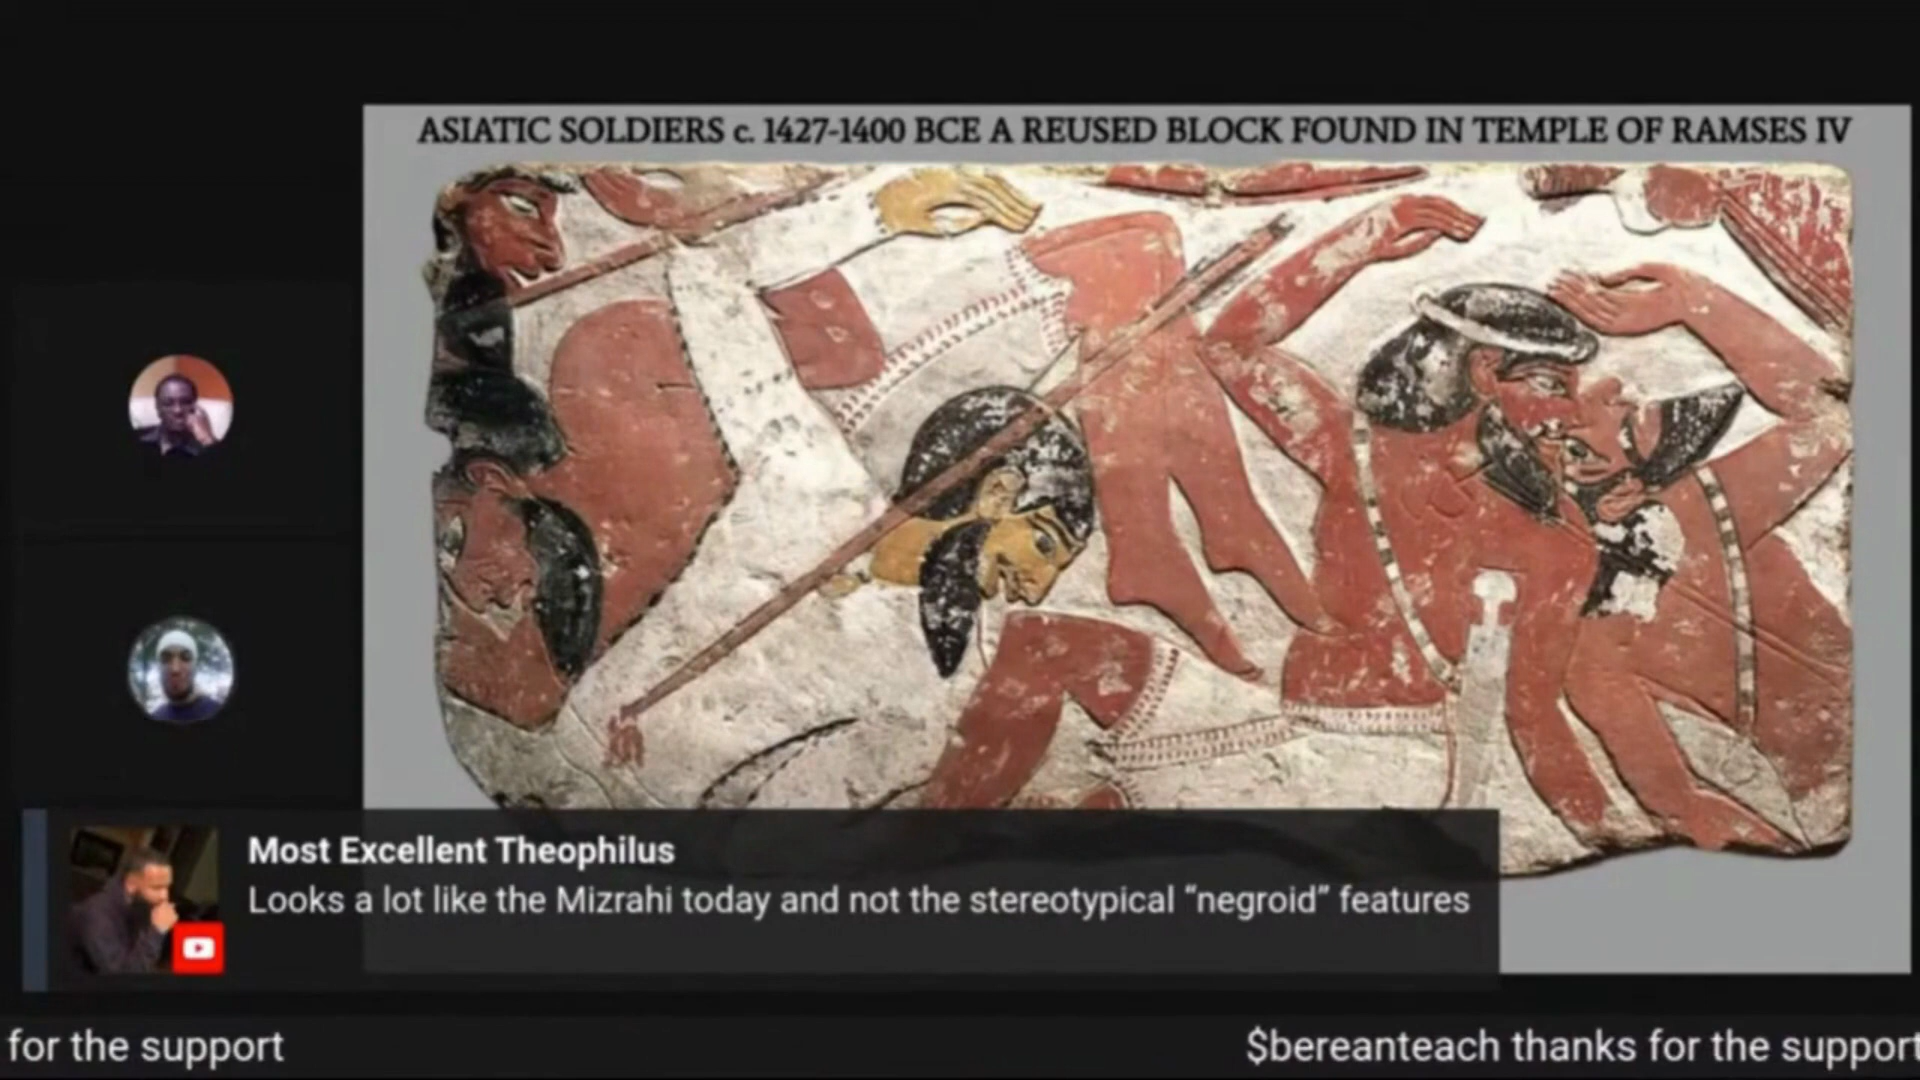 ASIATIC SOLDIERS c. 1427-1400 BCE A REUSED BLOCK FOUND IN TEMPLE OF RAMSES IV
Most Excellent Theophilus
Looks a lot like the Mizrahi today and not the stereotypical “negroid” features
for the support
$bereanteach thanks for the support